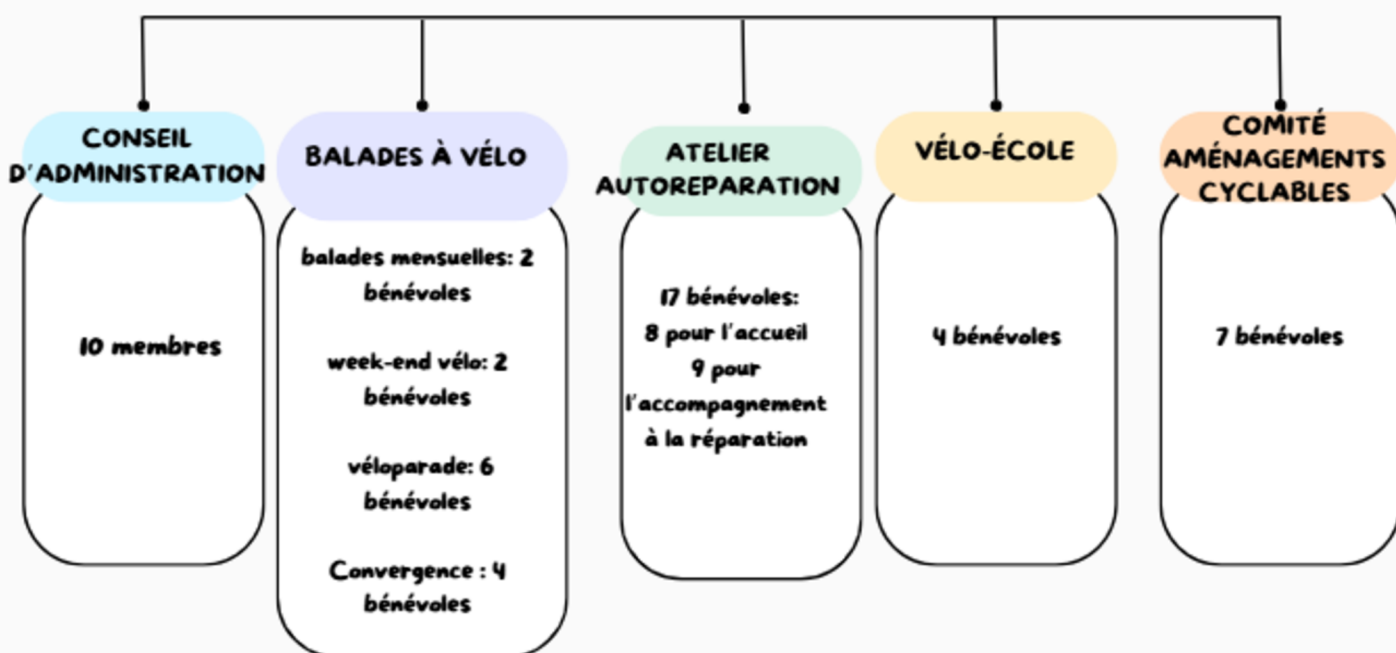 CONSEIL
D'ADMINISTRATION
10 membres
BALADES À VÉLO
balades mensuelles: 2
bénévoles
week-end vélo: 2
bénévoles
véloparade: 6
bénévoles
Convergence : 4
bénévoles
ATELIER
AUTOREPARATION
17 bénévoles:
8 pour l'accueil
9 pour
l'accompagnement
à la réparation
VÉLO-ÉCOLE
4 bénévoles
COMITÉ
AMÉNAGEMENTS
CYCLABLES
7 bénévoles